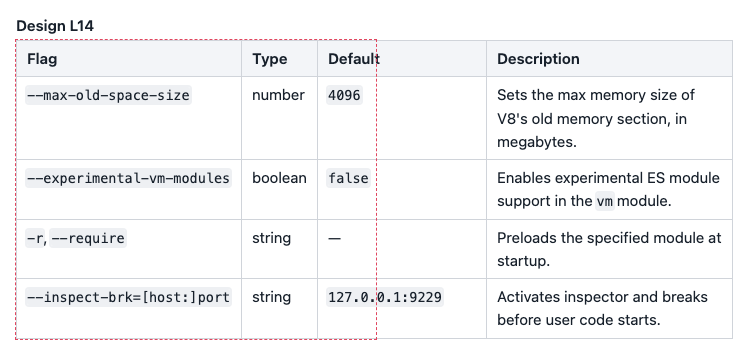 Design L14
Flag Type Default Description
--max-old-space-size number 4096 Sets the max memory size of
V8's old memory section, in
megabytes.
--experimental-vm-modules boolean false Enables experimental ES module
support in the vm module.
-r, --require string — Preloads the specified module at
startup.
--inspect-brk=[host:]port string 127.0.0.1:9229 Activates inspector and breaks
before user code starts.